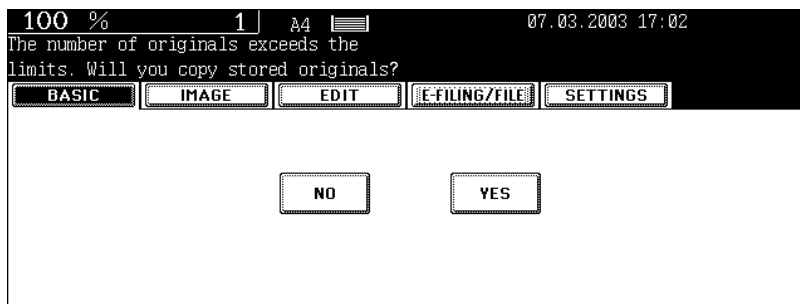 100 % 1 A4 07.03.2003 17:02
The number of originals exceeds the
limits. Will you copy stored originals?
BASIC IMAGE EDIT E-FILING/FILE SETTINGS
NO YES